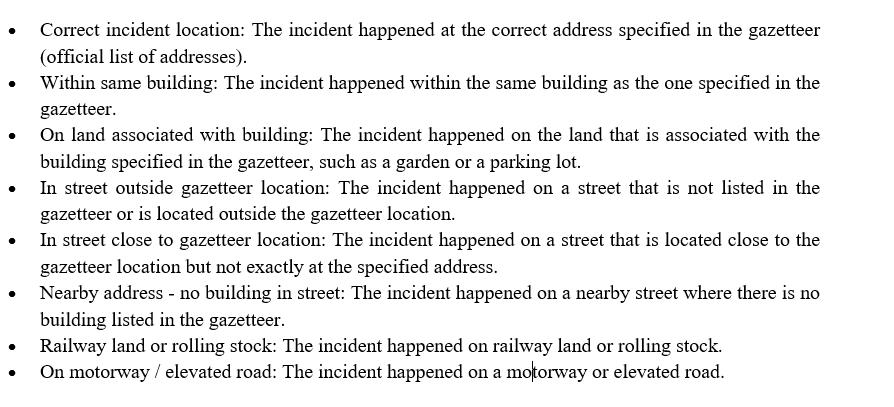 • Correct incident location: The incident happened at the correct address specified in the gazetteer
(official list of addresses).
• Within same building: The incident happened within the same building as the one specified in the
gazetteer.
• On land associated with building: The incident happened on the land that is associated with the
building specified in the gazetteer, such as a garden or a parking lot.
• In street outside gazetteer location: The incident happened on a street that is not listed in the
gazetteer or is located outside the gazetteer location.
• In street close to gazetteer location: The incident happened on a street that is located close to the
gazetteer location but not exactly at the specified address.
• Nearby address - no building in street: The incident happened on a nearby street where there is no
building listed in the gazetteer.
• Railway land or rolling stock: The incident happened on railway land or rolling stock.
• On motorway / elevated road: The incident happened on a motorway or elevated road.